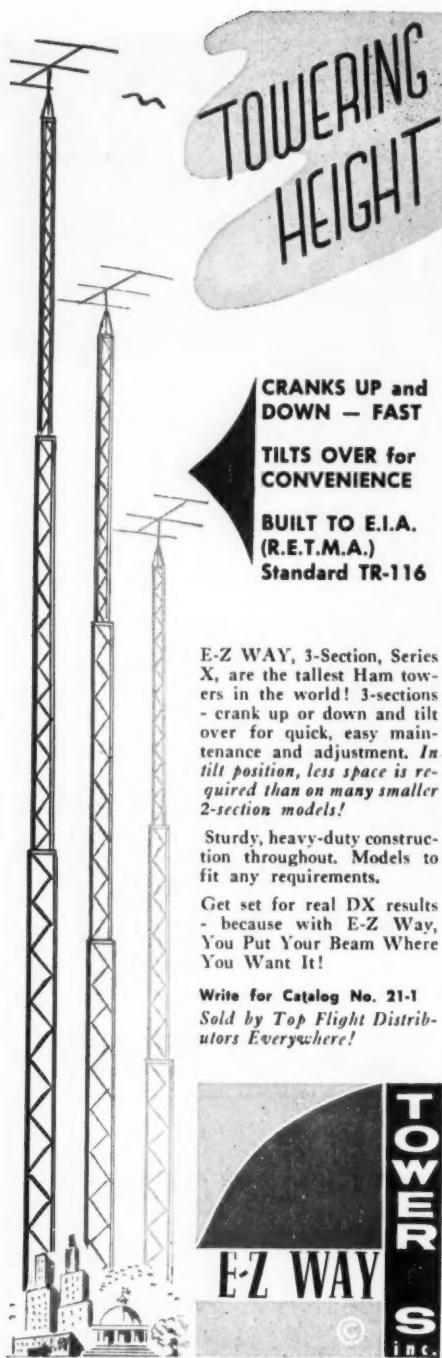 TOWERING
HEIGHT
CRANKS UP and
DOWN — FAST
TILTS OVER for
CONVENIENCE
BUILT TO E.I.A.
(R.E.T.M.A.)
Standard TR-116
E-Z WAY, 3-Section, Series
X, are the tallest Ham tow-
ers in the world! 3-sections
- crank up or down and tilt
over for quick, easy main-
tenance and adjustment. In
tilt position, less space is re-
quired than on many smaller
2-section models!
Sturdy, heavy-duty construc-
tion throughout. Models to
fit any requirements.
Get set for real DX results
- because with E-Z Way,
You Put Your Beam Where
You Want It!
Write for Catalog No. 21-1
Sold by Top Flight Distrib-
utors Everywhere!
E-Z WAY
TOWERS
inc.
©